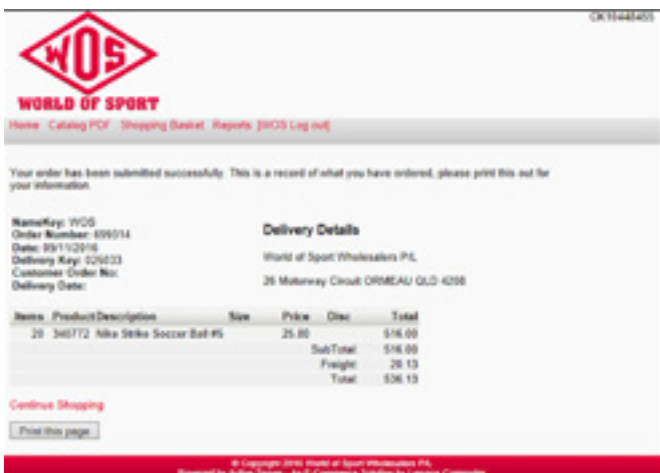 WOS
WORLD OF SPORT
Home Catalog PDF Shopping Basket Reports [WOS Log out]
Your order has been submitted successfully. This is a record of what you have ordered, please print this out for
your information.
NameKey: WOS
Order Number: 699314
Date: 09/11/2016
Delivery Key: 025033
Customer Order No:
Delivery Date:
Delivery Details
World of Sport Wholesalers P/L
26 Motorway Circuit ORMEAU QLD 4208
Items Product Description Size Price Disc Total
20 340772 Nike Strike Soccer Ball #5 25.80 516.00
SubTotal: 516.00
Freight: 20.13
Total: 536.13
Continue Shopping
Print this page
© Copyright 2016 World of Sport Wholesalers P/L